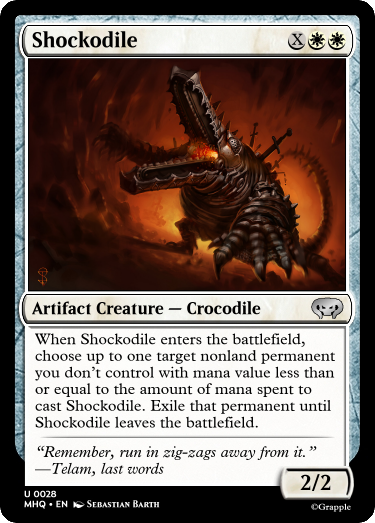 Shockodile X
Artifact Creature — Crocodile
When Shockodile enters the battlefield,
choose up to one target nonland permanent
you don't control with mana value less than
or equal to the amount of mana spent to
cast Shockodile. Exile that permanent until
Shockodile leaves the battlefield.
“Remember, run in zig-zags away from it.”
—Telam, last words
2/2
U 0028
MHQ • EN Sebastian Barth
©Grapple